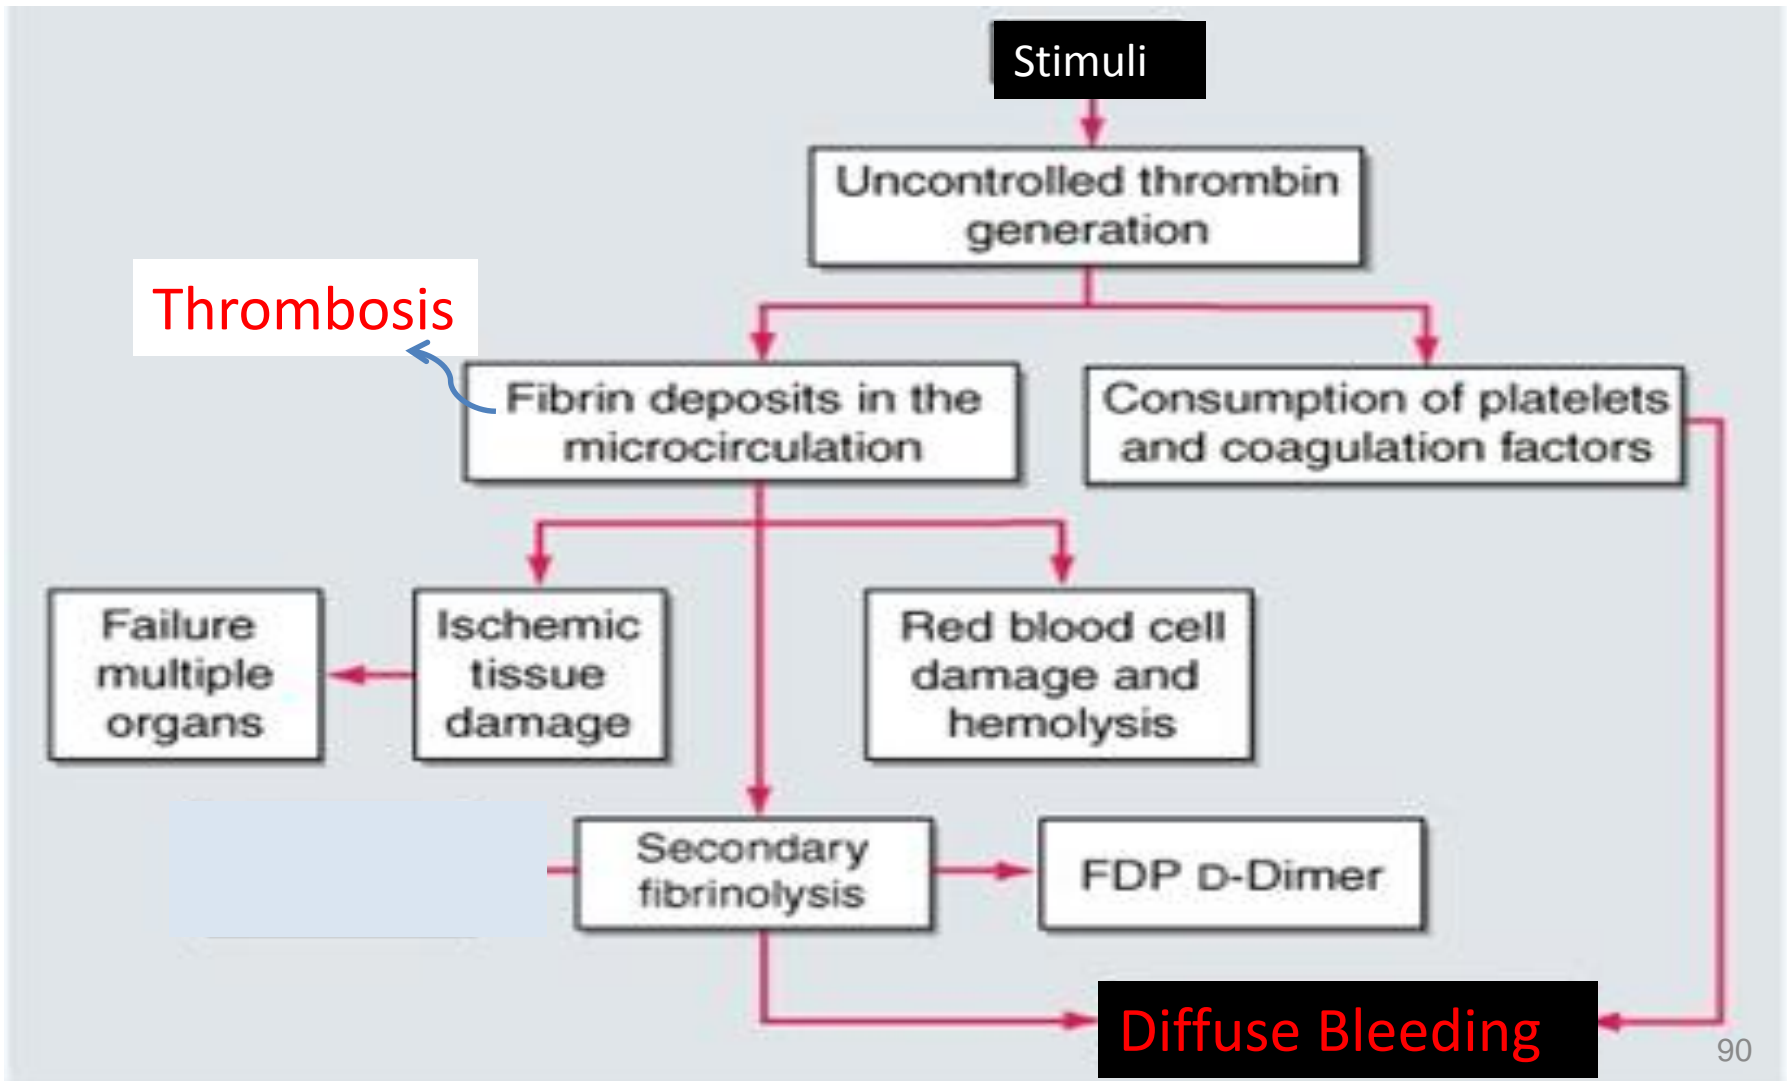 Stimuli
Uncontrolled thrombin
generation
Thrombosis
Fibrin deposits in the
microcirculation
Consumption of platelets
and coagulation factors
Failure
multiple
organs
Ischemic
tissue
damage
Red blood cell
damage and
hemolysis
Secondary
fibrinolysis
FDP D-Dimer
Diffuse Bleeding
90